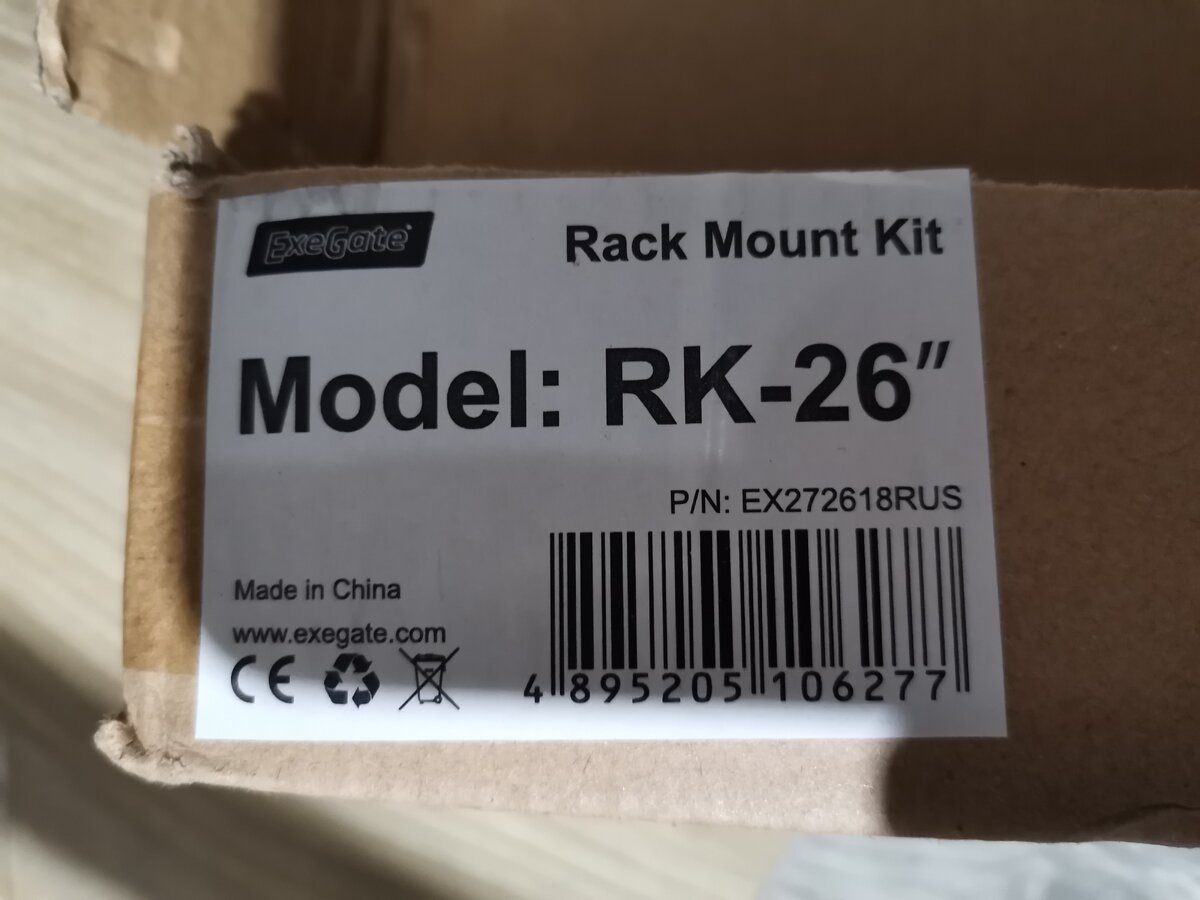 ExeGate
Rack Mount Kit
Model: RK-26"
P/N: EX272618RUS
Made in China
www.exegate.com
CE
4 895205 106277